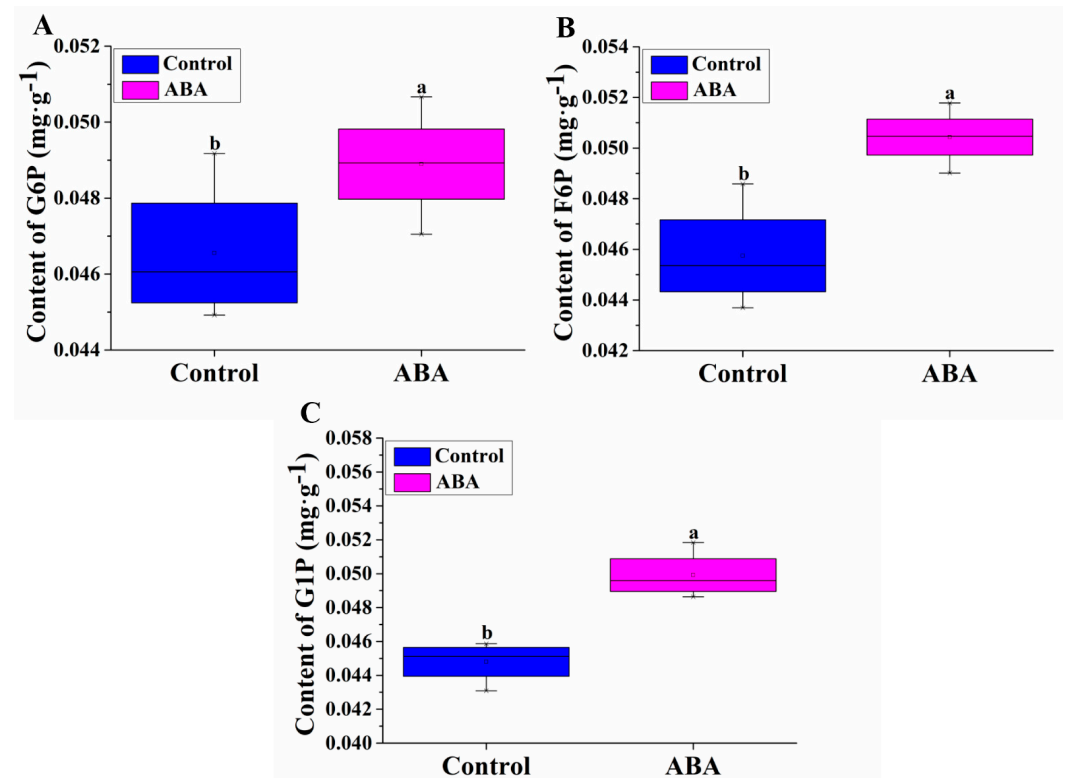 A
Content of G6P (mg·g⁻¹)
0.052
0.050
0.048
0.046
0.044
Control
ABA
b
a
Control
ABA
B
Content of F6P (mg·g⁻¹)
0.054
0.052
0.050
0.048
0.046
0.044
0.042
Control
ABA
b
a
Control
ABA
C
Content of G1P (mg·g⁻¹)
0.058
0.056
0.054
0.052
0.050
0.048
0.046
0.044
0.042
0.040
Control
ABA
b
a
Control
ABA